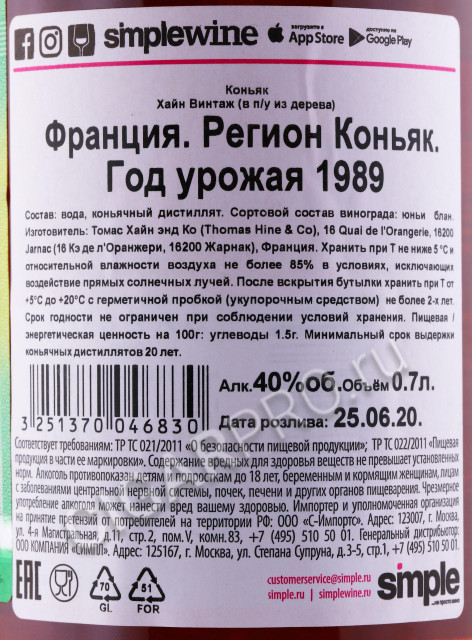 simplewine
загрузите в
App Store
доступно на
Google Play
Коньяк
Хайн Винтаж (в п/у из дерева)
Франция. Регион Коньяк.
Год урожая 1989
Состав: вода, коньячный дистиллят. Сортовой состав винограда: юньи блан.
Изготовитель: Томас Хайн энд Ко (Thomas Hine & Co), 16 Quai de l'Orangerie, 16200
Jarnac (16 Кэ де л'Оранжери, 16200 Жарнак), Франция. Хранить при Т не ниже 5°С и
относительной влажности воздуха не более 85% в условиях, исключающих
воздействие прямых солнечных лучей. После вскрытия бутылки хранить при Т от
+5°С до +20°С с герметичной пробкой (укупорочным средством) не более 2-х лет.
Срок годности не ограничен при соблюдении условий хранения. Пищевая /
энергетическая ценность на 100г: углеводы 1.5г. Минимальный срок выдержки
коньячных дистиллятов 20 лет.
3 251370 046830
Алк. 40%об. Объём 0.7л.
Дата розлива: 25.06.20.
Соответствует требованиям: ТР ТС 021/2011 «О безопасности пищевой продукции»; ТР ТС 022/2011 «Пищевая
продукция в части ее маркировки». Содержание вредных для здоровья веществ не превышает установленных
норм. Алкоголь противопоказан детям и подросткам до 18 лет, беременным и кормящим женщинам, лицам
с заболеваниями центральной нервной системы, почек, печени и других органов пищеварения. Чрезмерное
употребление алкоголя может нанести вред вашему здоровью. Импортер и уполномоченная организация
на принятие претензий от потребителей на территории РФ: ООО «С-Импортс». Адрес: 123007, г. Москва,
ул. 4-я Магистральная, д.11, стр.2, пом.V, комн.83, +7 (495) 510 50 01. Генеральный дистрибьютор:
ООО КОМПАНИЯ «СИМПЛ». Адрес: 125167, г. Москва, ул. Степана Супруна, д.3-5, стр.1, +7 (495) 510 50 01.
EAC
70
GL
51
FOR
customerservice@simple.ru
simple.ru | simplewine.ru
simple
...не просто вино
CIGARPRO.ru